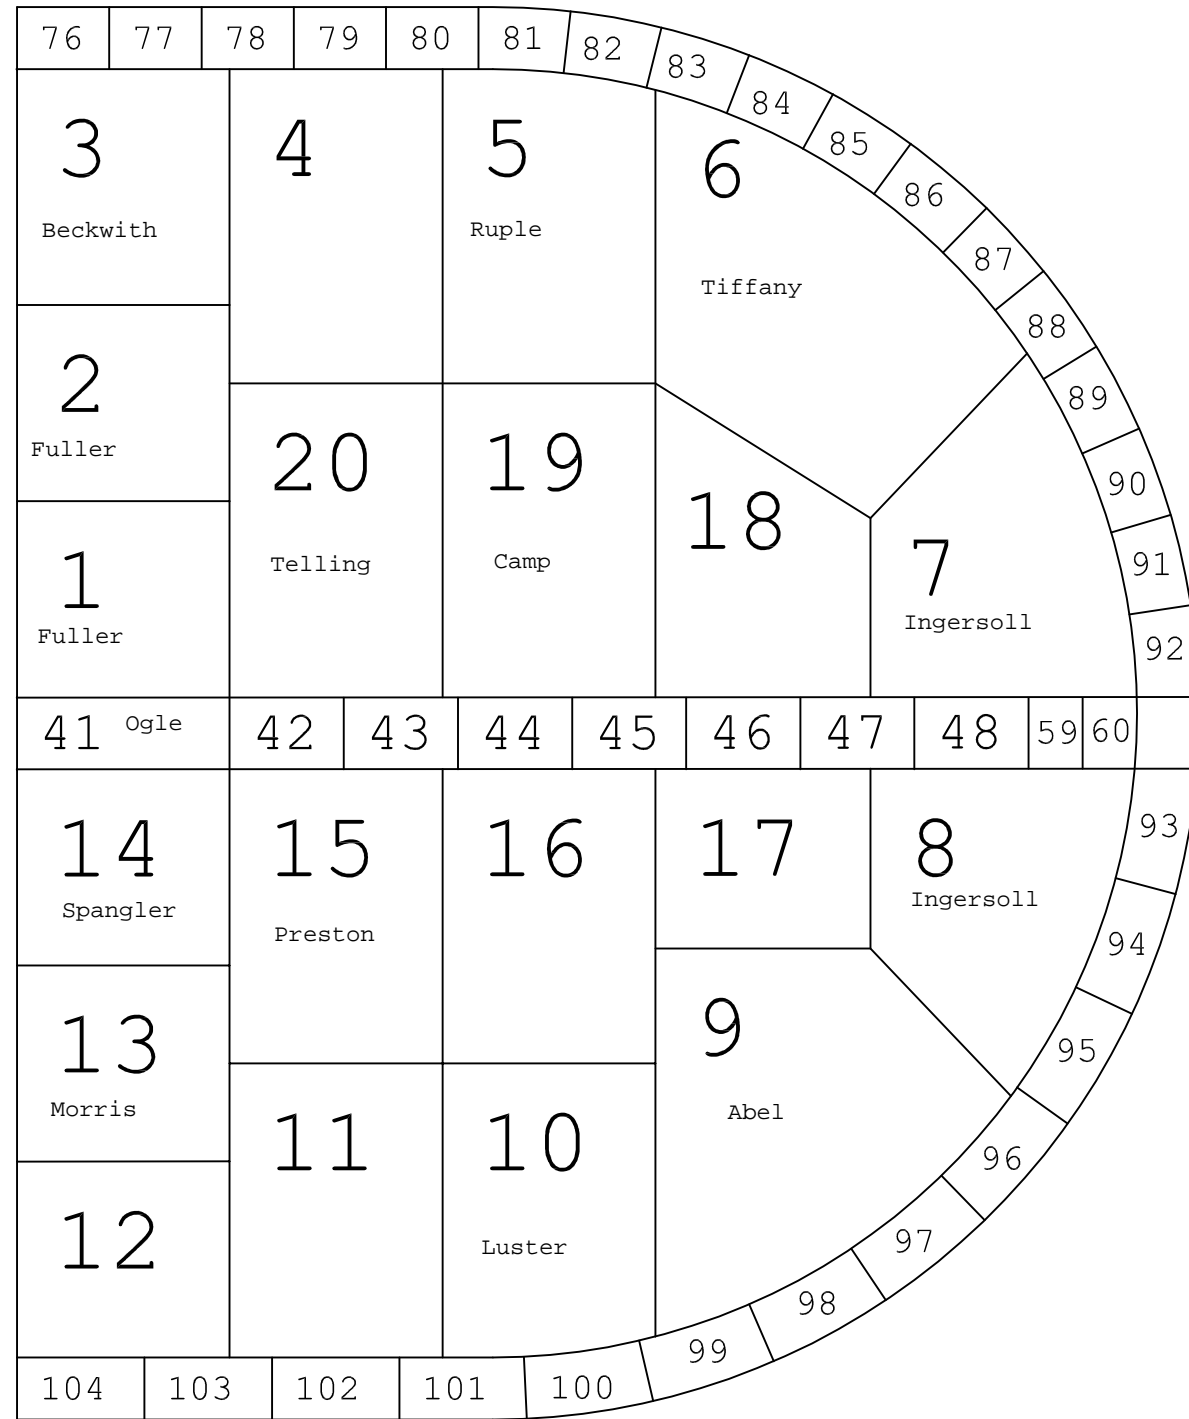 76 77 78 79 80 81 82 83 84 85 86 87 88 89 90 91 92
3 4 5 6
Beckwith Ruple
Tiffany
2
Fuller
20 19 18
1 7
Telling Camp
Fuller Ingersoll
41 Ogle 42 43 44 45 46 47 48 59 60
14 15 16 17 8 93
Spangler Ingersoll
Preston 94
13 9 95
Morris Abel
11 10 96
12 97
Luster
98
99
104 103 102 101 100